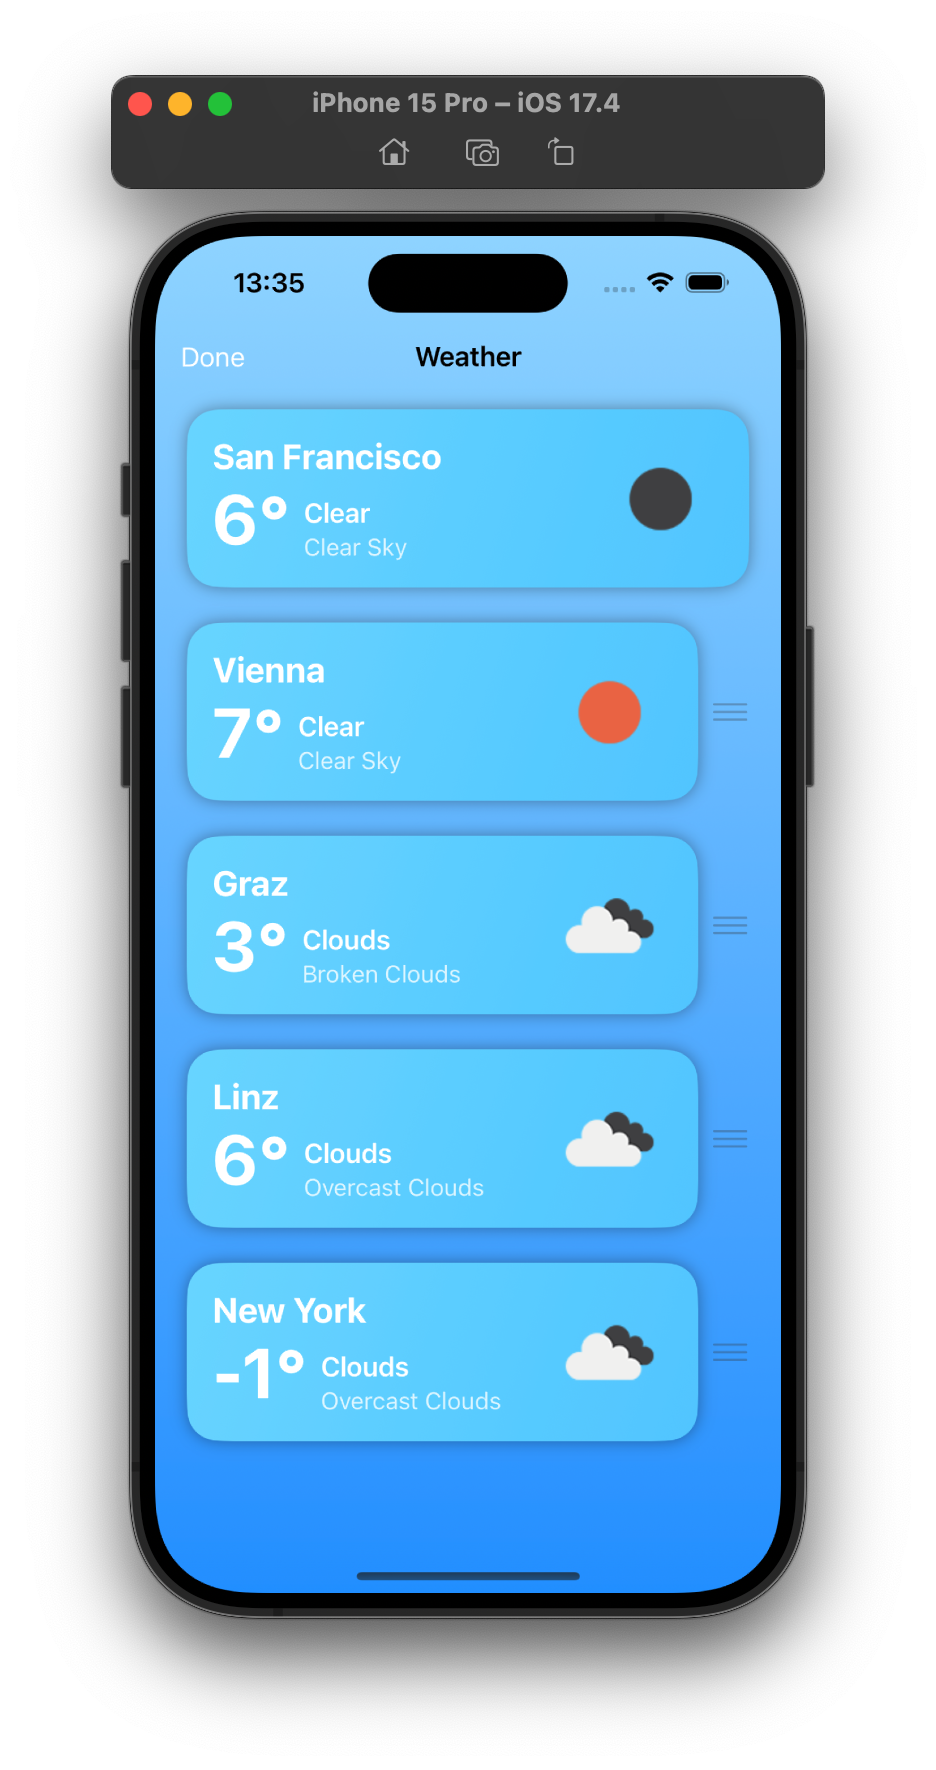 iPhone 15 Pro – iOS 17.4
13:35
Done
Weather
San Francisco
6° Clear
Clear Sky
Vienna
7° Clear
Clear Sky
Graz
3° Clouds
Broken Clouds
Linz
6° Clouds
Overcast Clouds
New York
-1° Clouds
Overcast Clouds